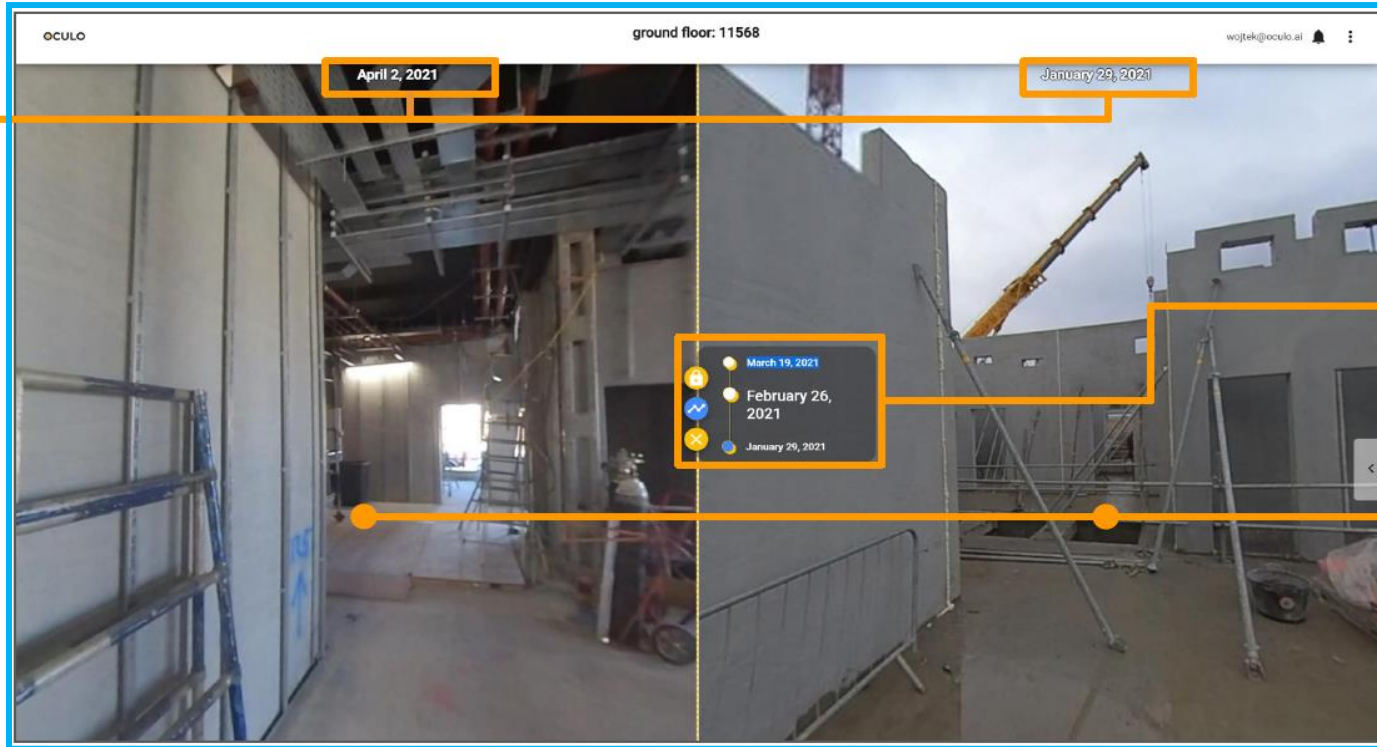 OCULO
ground floor: 11568
wojtek@oculo.ai
April 2, 2021
January 29, 2021
March 19, 2021
February 26,
2021
January 29, 2021